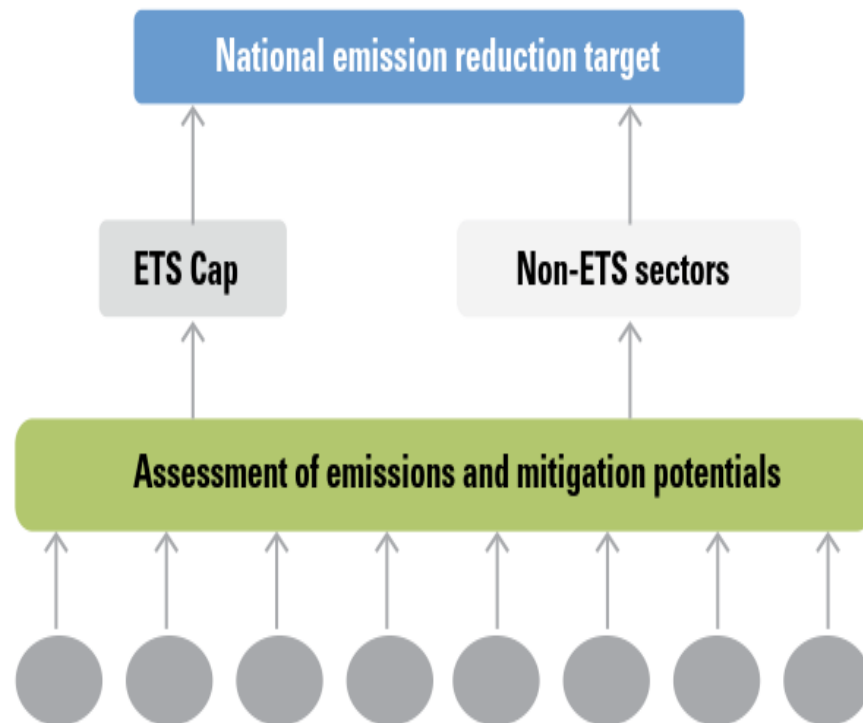 National emission reduction target
ETS Cap
Non-ETS sectors
Assessment of emissions and mitigation potentials